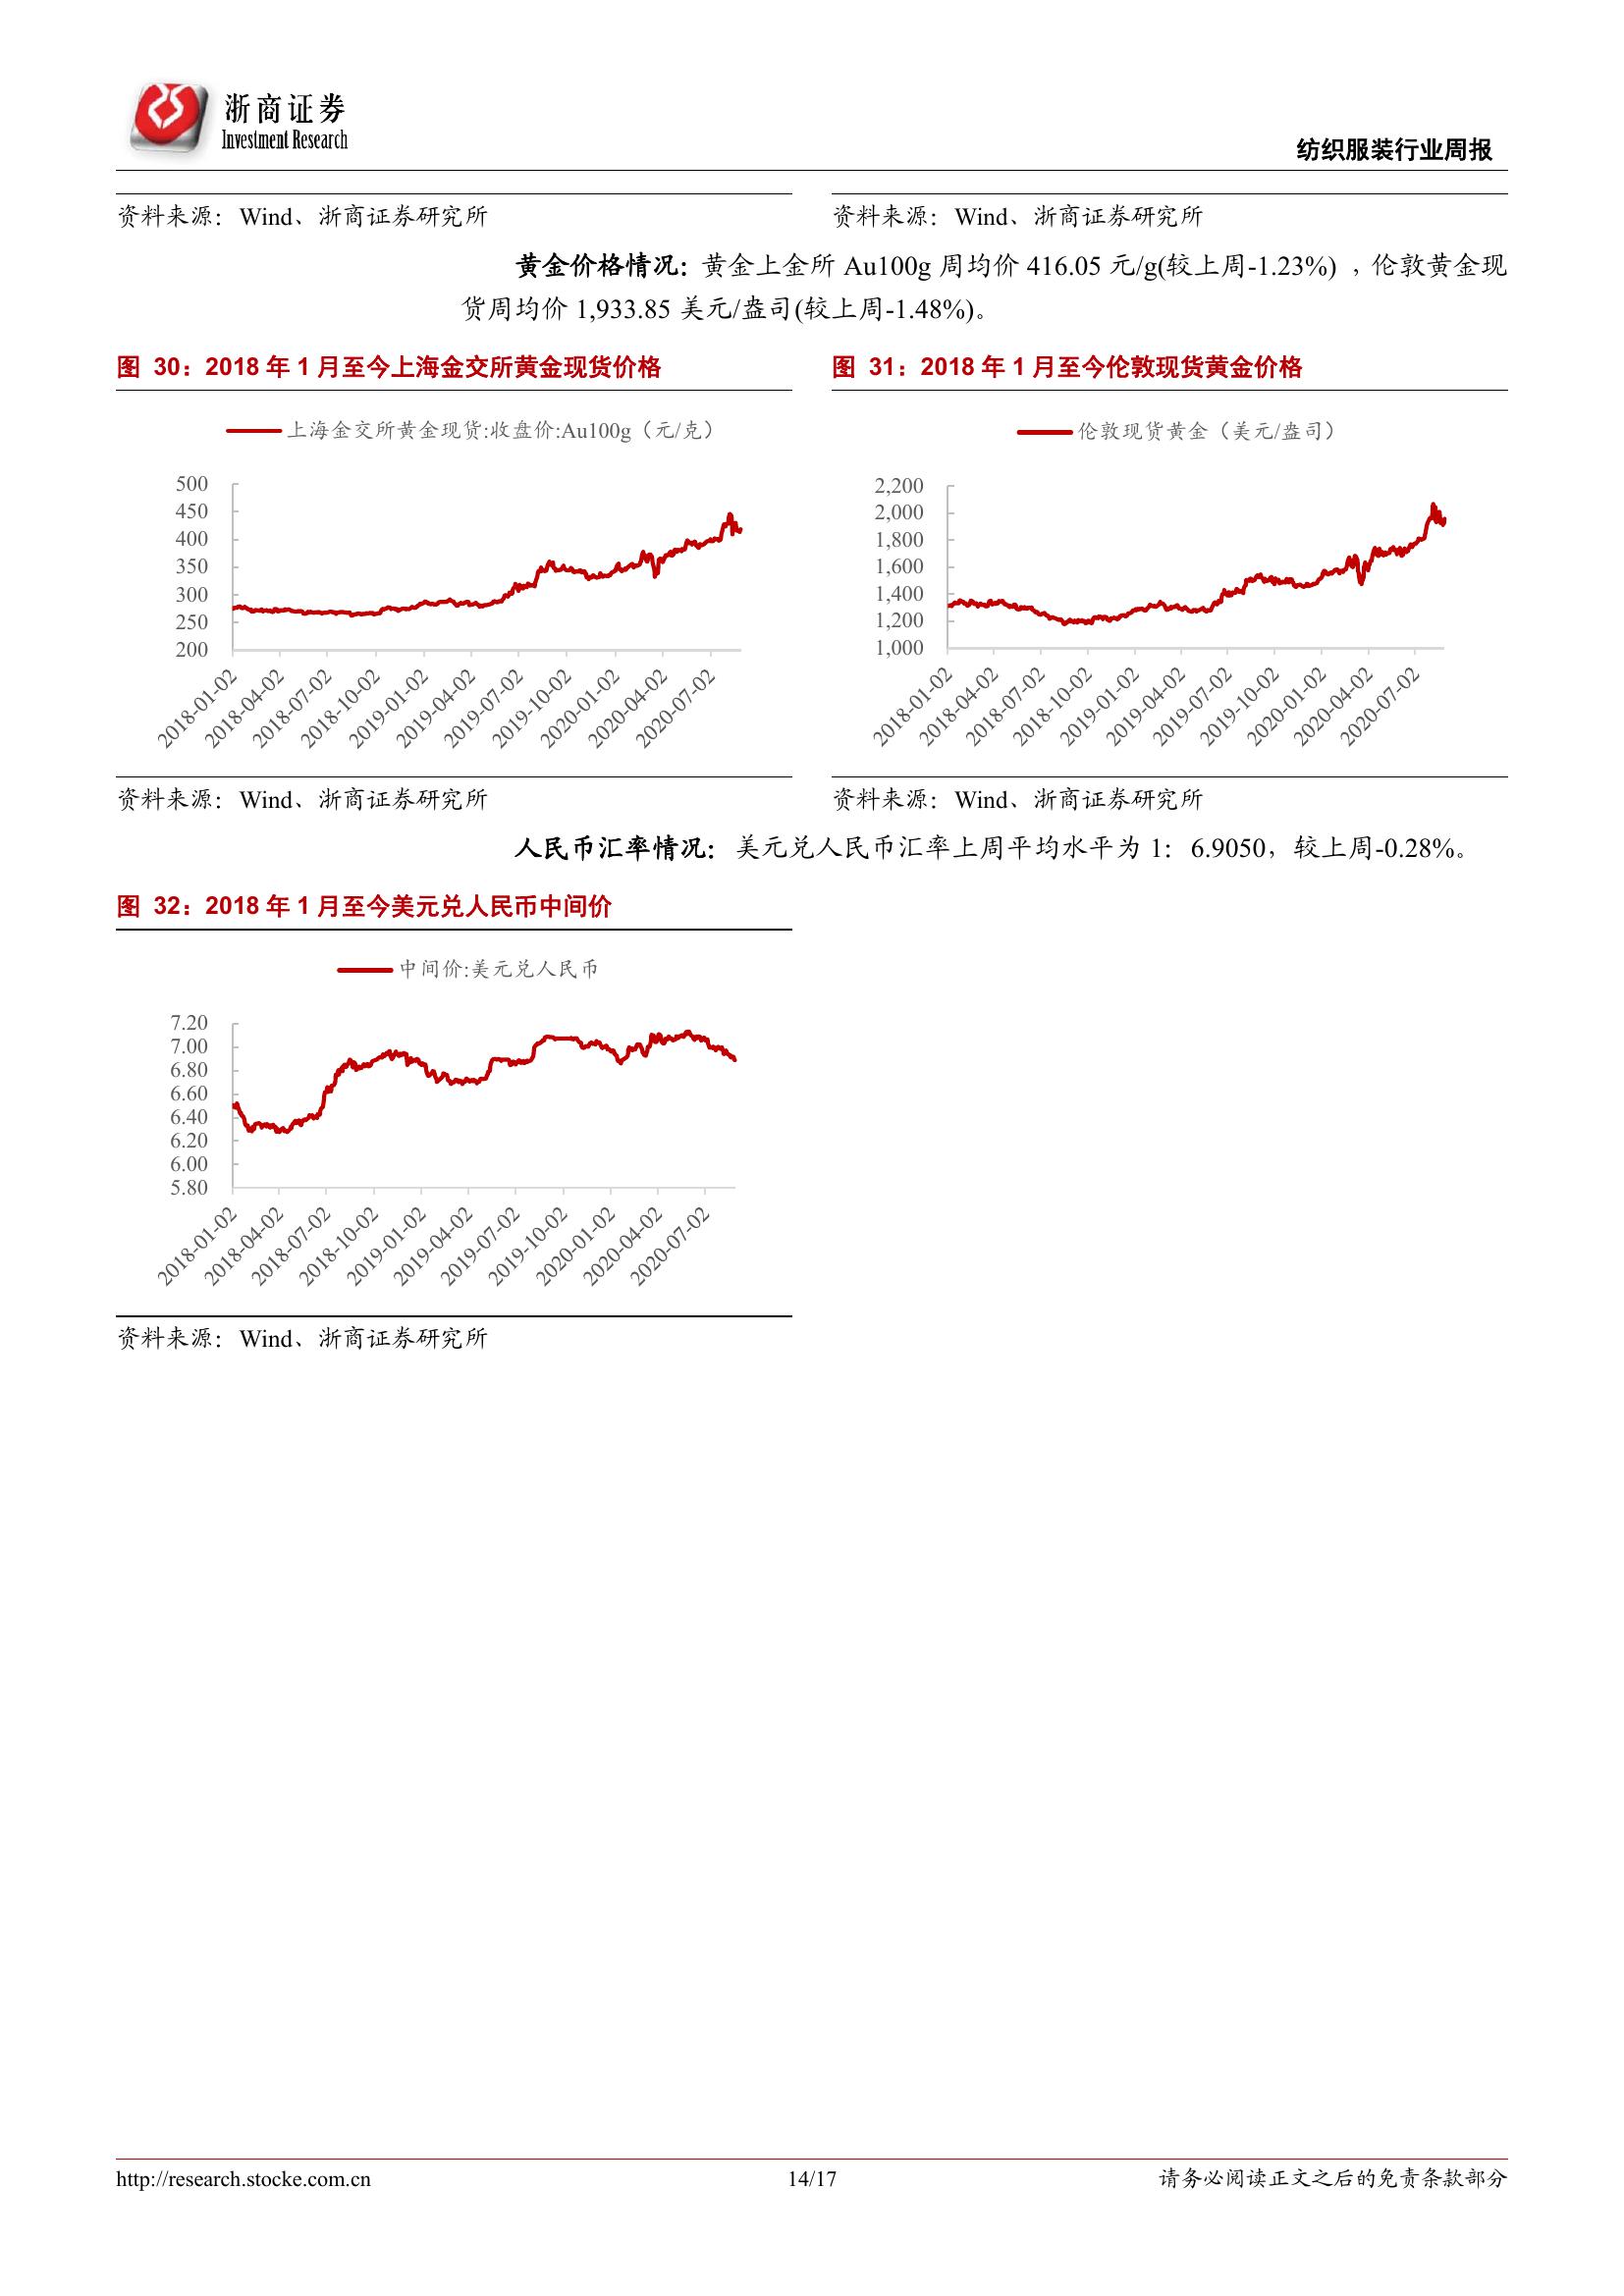 浙商证券
Investment Research
纺织服装行业周报
资料来源：Wind、浙商证券研究所
资料来源：Wind、浙商证券研究所
黄金价格情况：黄金上金所 Au100g 周均价 416.05 元/g(较上周-1.23%) ，伦敦黄金现
货周均价 1,933.85 美元/盎司(较上周-1.48%)。
图 30：2018 年 1 月至今上海金交所黄金现货价格
上海金交所黄金现货:收盘价:Au100g（元/克）
500
450
400
350
300
250
200
2018-01-02
2018-04-02
2018-07-02
2018-10-02
2019-01-02
2019-04-02
2019-07-02
2019-10-02
2020-01-02
2020-04-02
2020-07-02
资料来源：Wind、浙商证券研究所
图 31：2018 年 1 月至今伦敦现货黄金价格
伦敦现货黄金（美元/盎司）
2,200
2,000
1,800
1,600
1,400
1,200
1,000
2018-01-02
2018-04-02
2018-07-02
2018-10-02
2019-01-02
2019-04-02
2019-07-02
2019-10-02
2020-01-02
2020-04-02
2020-07-02
资料来源：Wind、浙商证券研究所
人民币汇率情况：美元兑人民币汇率上周平均水平为 1：6.9050，较上周-0.28%。
图 32：2018 年 1 月至今美元兑人民币中间价
中间价:美元兑人民币
7.20
7.00
6.80
6.60
6.40
6.20
6.00
5.80
2018-01-02
2018-04-02
2018-07-02
2018-10-02
2019-01-02
2019-04-02
2019-07-02
2019-10-02
2020-01-02
2020-04-02
2020-07-02
资料来源：Wind、浙商证券研究所
http://research.stocke.com.cn
14/17
请务必阅读正文之后的免责条款部分